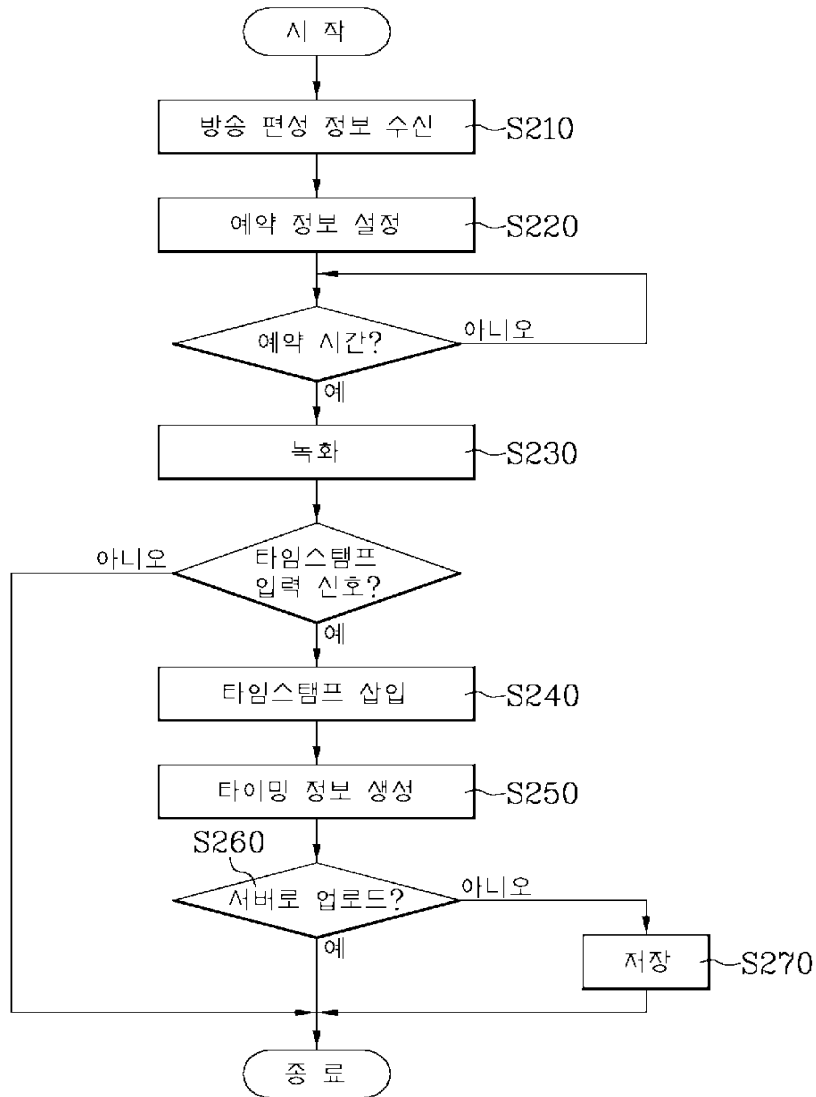 시 작
방송 편성 정보 수신
S210
예약 정보 설정
S220
예약 시간?
아니오
예
녹화
S230
아니오
타임스탬프
입력 신호?
예
타임스탬프 삽입
S240
타이밍 정보 생성
S250
S260
서버로 업로드?
아니오
예
저장
S270
종 료